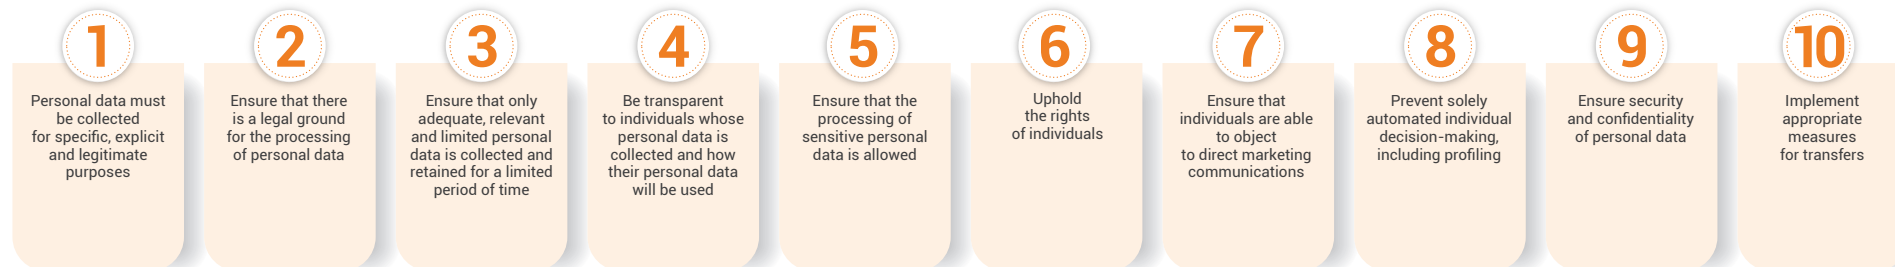 1
Personal data must
be collected
for specific, explicit
and legitimate
purposes
2
Ensure that there
is a legal ground
for the processing
of personal data
3
Ensure that only
adequate, relevant
and limited personal
data is collected and
retained for a limited
period of time
4
Be transparent
to individuals whose
personal data is
collected and how
their personal data
will be used
5
Ensure that the
processing of
sensitive personal
data is allowed
6
Uphold
the rights
of individuals
7
Ensure that
individuals are able
to object
to direct marketing
communications
8
Prevent solely
automated individual
decision-making,
including profiling
9
Ensure security
and confidentiality
of personal data
10
Implement
appropriate
measures
for transfers